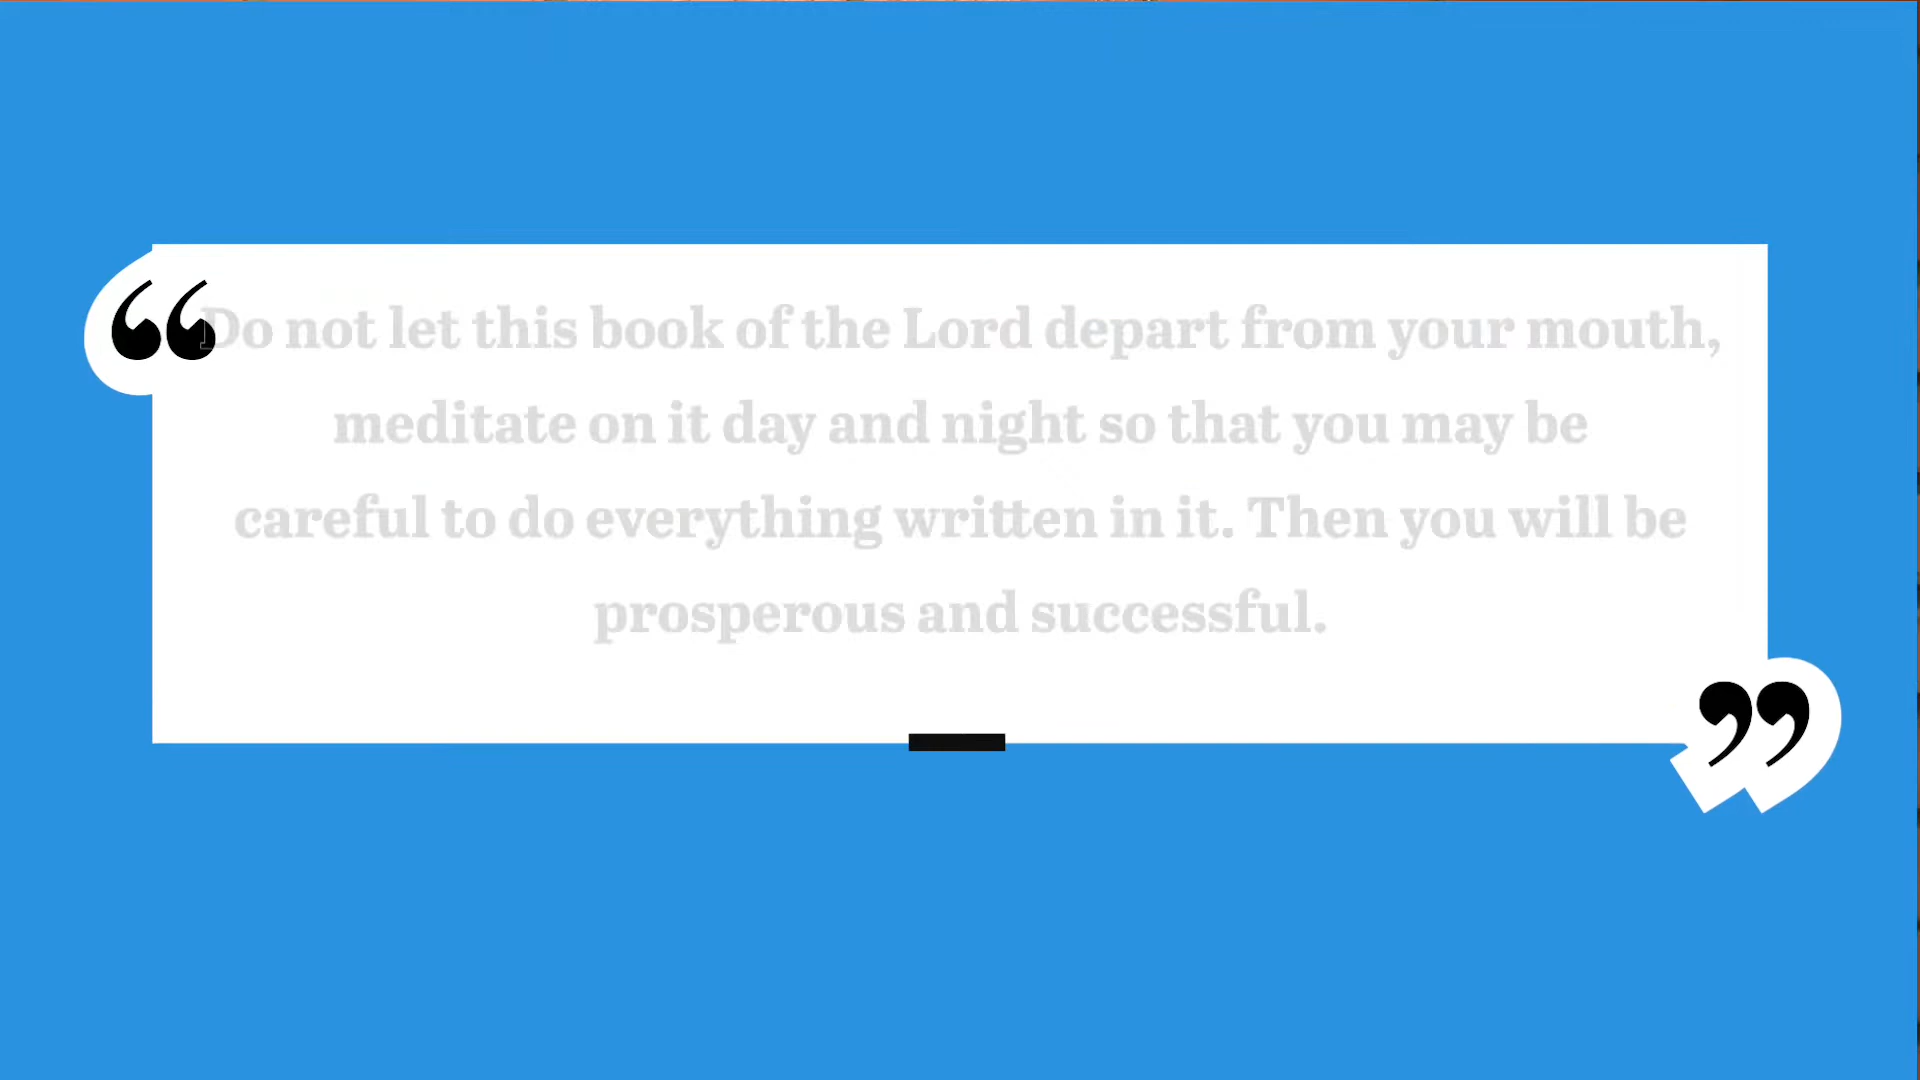 “Do not let this book of the Lord depart from your mouth,
meditate on it day and night so that you may be
careful to do everything written in it. Then you will be
prosperous and successful.
”